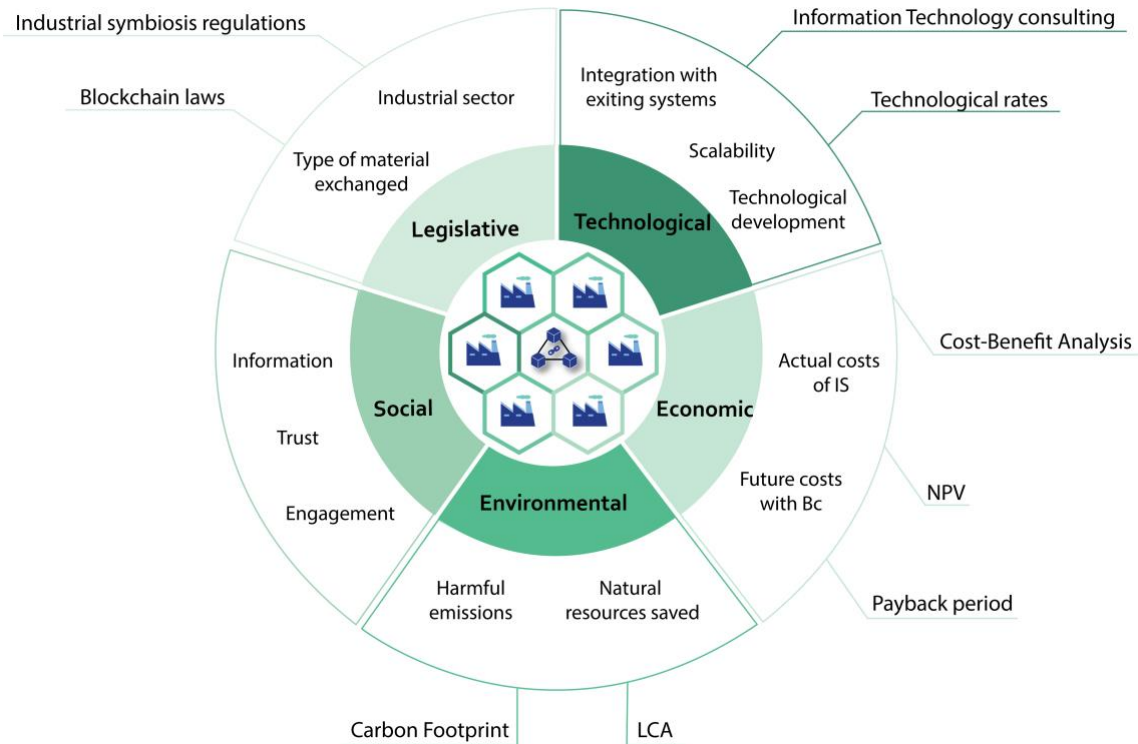 Industrial symbiosis regulations
Information Technology consulting
Blockchain laws
Technological rates
Industrial sector
Integration with
exiting systems
Type of material
exchanged
Scalability
Technological
development
Legislative
Technological
Cost-Benefit Analysis
Information
Trust
Engagement
Social
Economic
Actual costs
of IS
Future costs
with Bc
NPV
Payback period
Environmental
Harmful
emissions
Natural
resources saved
Carbon Footprint
LCA